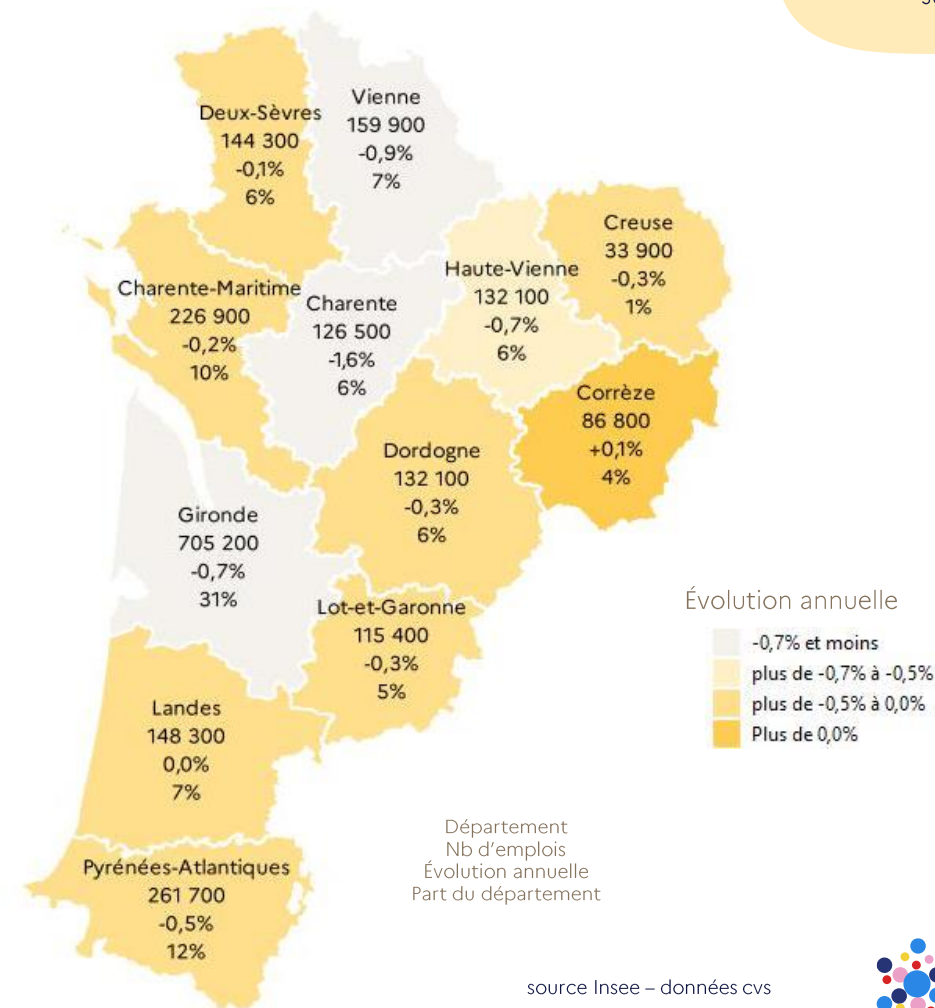 Vienne
159 900
-0,9%
7%
Deux-Sèvres
144 300
-0,1%
6%
Creuse
33 900
-0,3%
1%
Haute-Vienne
132 100
-0,7%
6%
Charente-Maritime
226 900
-0,2%
10%
Charente
126 500
-1,6%
6%
Corrèze
86 800
+0,1%
4%
Dordogne
132 100
-0,3%
6%
Gironde
705 200
-0,7%
31%
Lot-et-Garonne
115 400
-0,3%
5%
Landes
148 300
0,0%
7%
Pyrénées-Atlantiques
261 700
-0,5%
12%
Évolution annuelle
-0,7% et moins
plus de -0,7% à -0,5%
plus de -0,5% à 0,0%
Plus de 0,0%
Département
Nb d'emplois
Évolution annuelle
Part du département
source Insee – données cvs